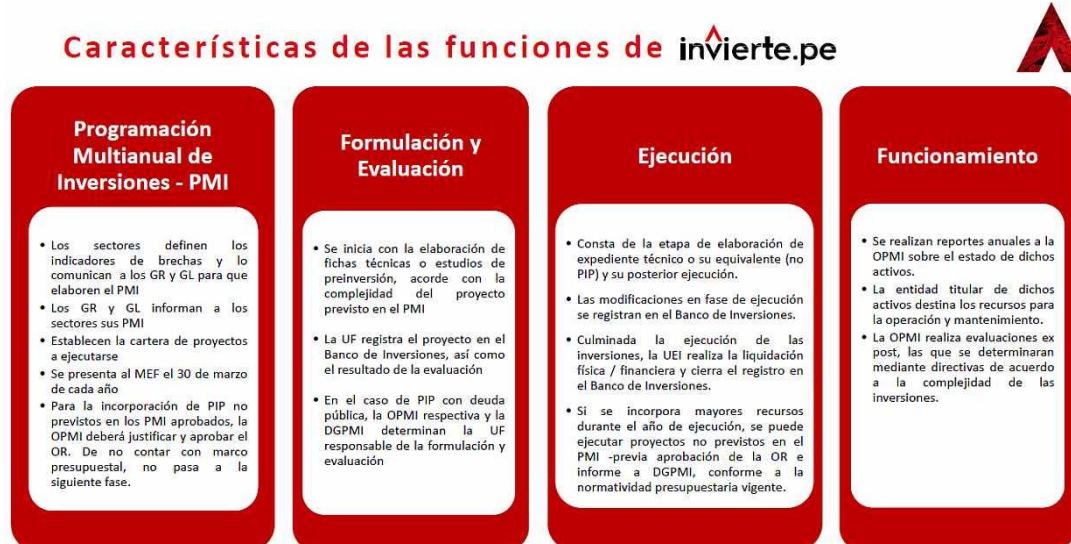 Características de las funciones de invierte.pe
Programación
Multianual de
Inversiones - PMI
• Los sectores definen los
indicadores de brechas y lo
comunican a los GR y GL para que
elaboren el PMI
• Los GR y GL informan a los
sectores sus PMI
• Establecen la cartera de proyectos
a ejecutarse
• Se presenta al MEF el 30 de marzo
de cada año
• Para la incorporación de PIP no
previstos en los PMI aprobados, la
OPMI deberá justificar y aprobar el
OR. De no contar con marco
presupuestal, no pasa a la
siguiente fase.
Formulación y
Evaluación
• Se inicia con la elaboración de
fichas técnicas o estudios de
preinversión, acorde con la
complejidad del proyecto
previsto en el PMI
• La UF registra el proyecto en el
Banco de Inversiones, así como
el resultado de la evaluación
• En el caso de PIP con deuda
pública, la OPMI respectiva y la
DGPMI determinan la UF
responsable de la formulación y
evaluación
Ejecución
• Consta de la etapa de elaboración de
expediente técnico o su equivalente (no
PIP) y su posterior ejecución.
• Las modificaciones en fase de ejecución
se registran en el Banco de Inversiones.
• Culminada la ejecución de las
inversiones, la UEI realiza la liquidación
física / financiera y cierra el registro en
el Banco de Inversiones.
• Si se incorpora mayores recursos
durante el año de ejecución, se puede
ejecutar proyectos no previstos en el
PMI -previa aprobación de la OR e
informe a DGPMI, conforme a la
normatividad presupuestaria vigente.
Funcionamiento
• Se realizan reportes anuales a la
OPMI sobre el estado de dichos
activos.
• La entidad titular de dichos
activos destina los recursos para
la operación y mantenimiento.
• La OPMI realiza evaluaciones ex
post, las que se determinaran
mediante directivas de acuerdo
a la complejidad de las
inversiones.